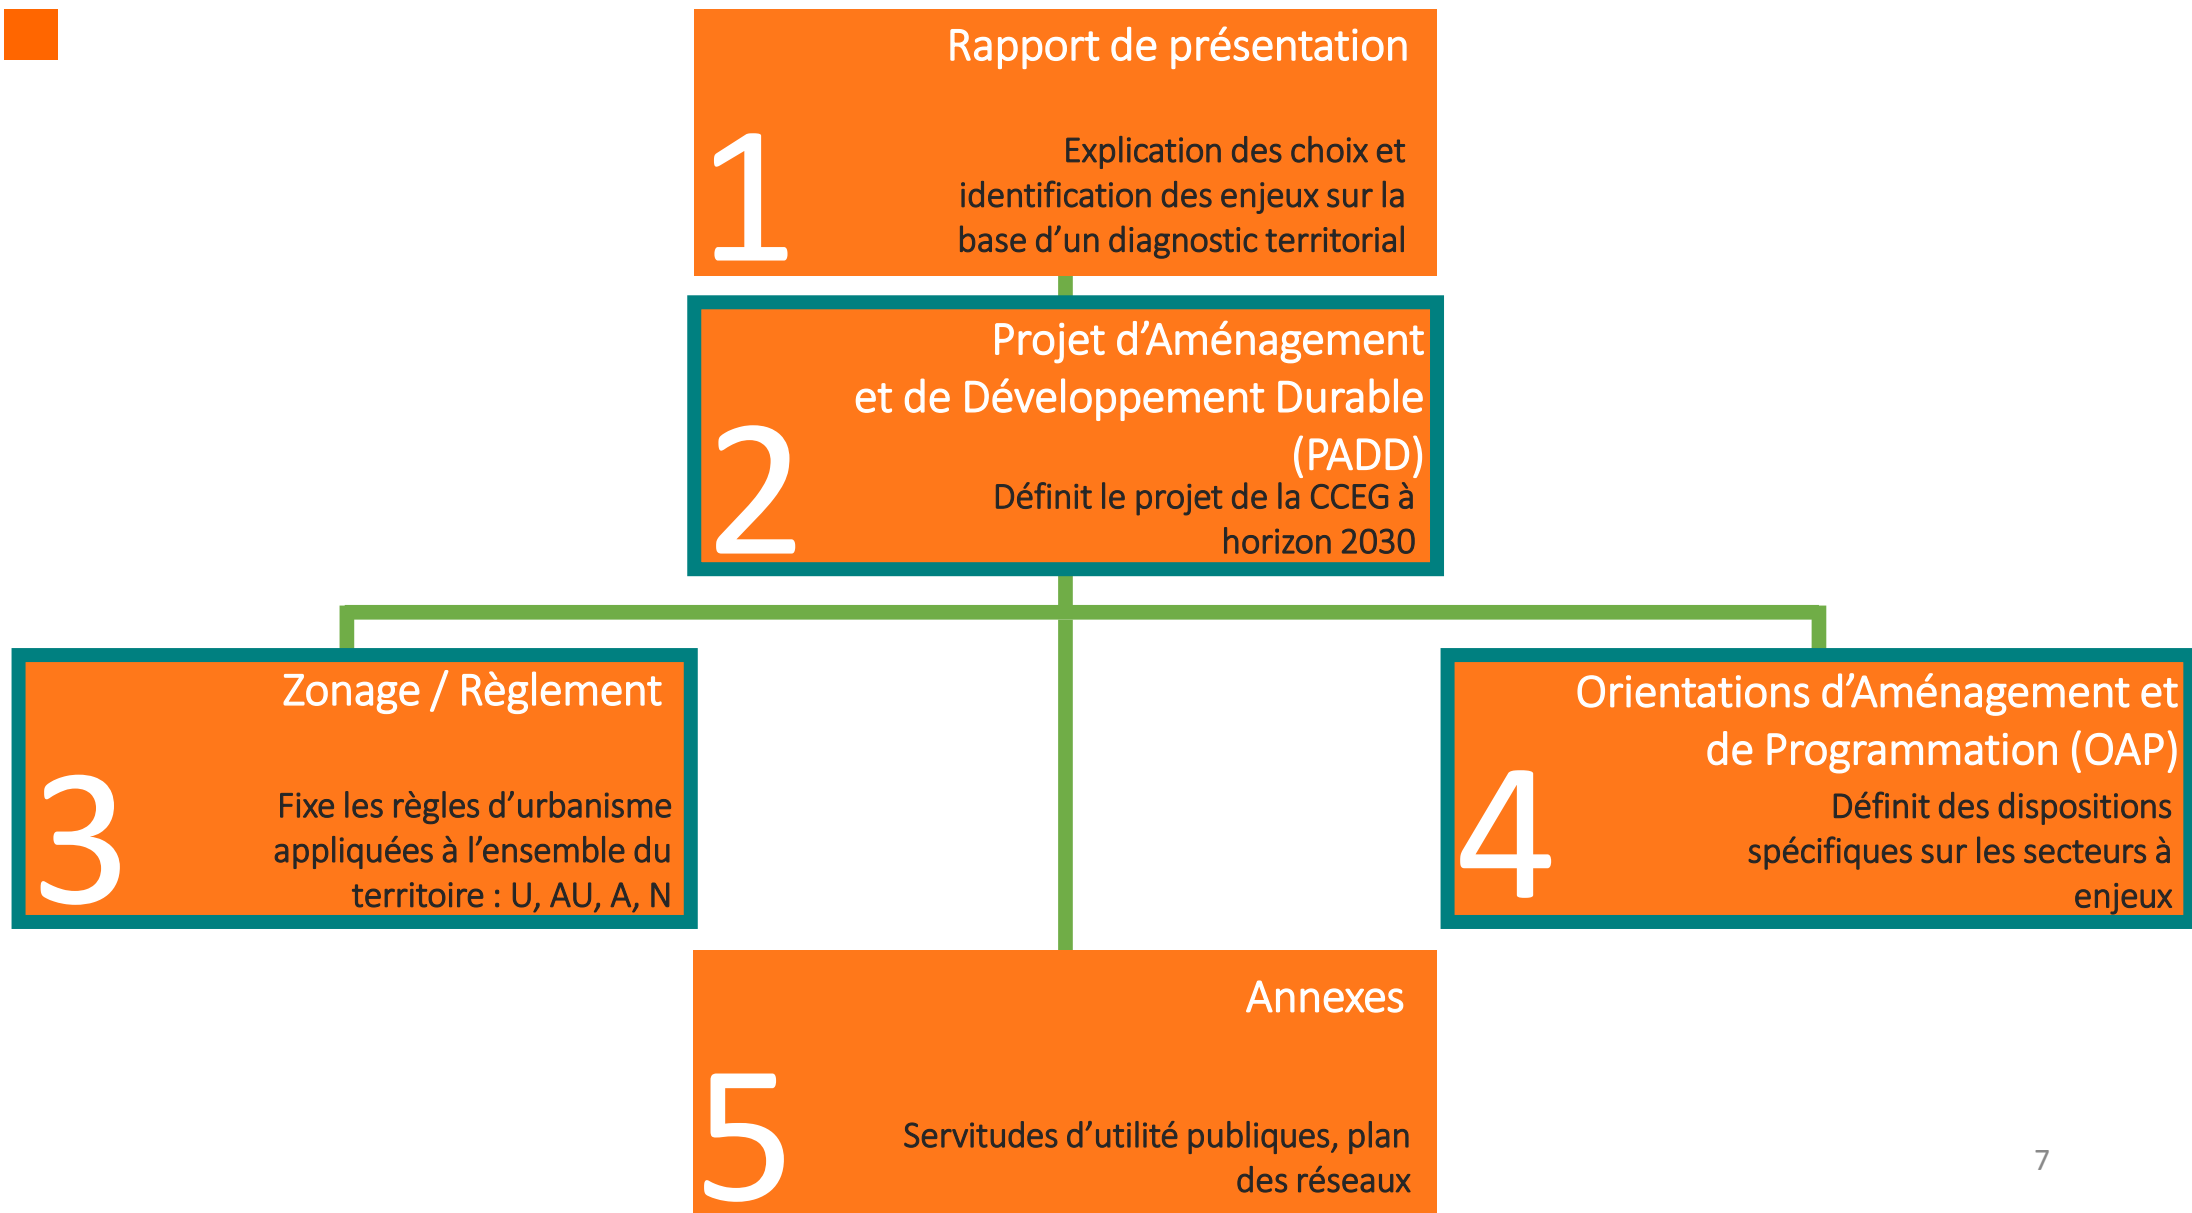 Rapport de présentation
1
Explication des choix et
identification des enjeux sur la
base d’un diagnostic territorial
Projet d’Aménagement
et de Développement Durable
(PADD)
2
Définit le projet de la CCEG à
horizon 2030
Zonage / Règlement
3
Fixe les règles d’urbanisme
appliquées à l’ensemble du
territoire : U, AU, A, N
Orientations d’Aménagement et
de Programmation (OAP)
4
Définit des dispositions
spécifiques sur les secteurs à
enjeux
Annexes
5
Servitudes d’utilité publiques, plan
des réseaux
7